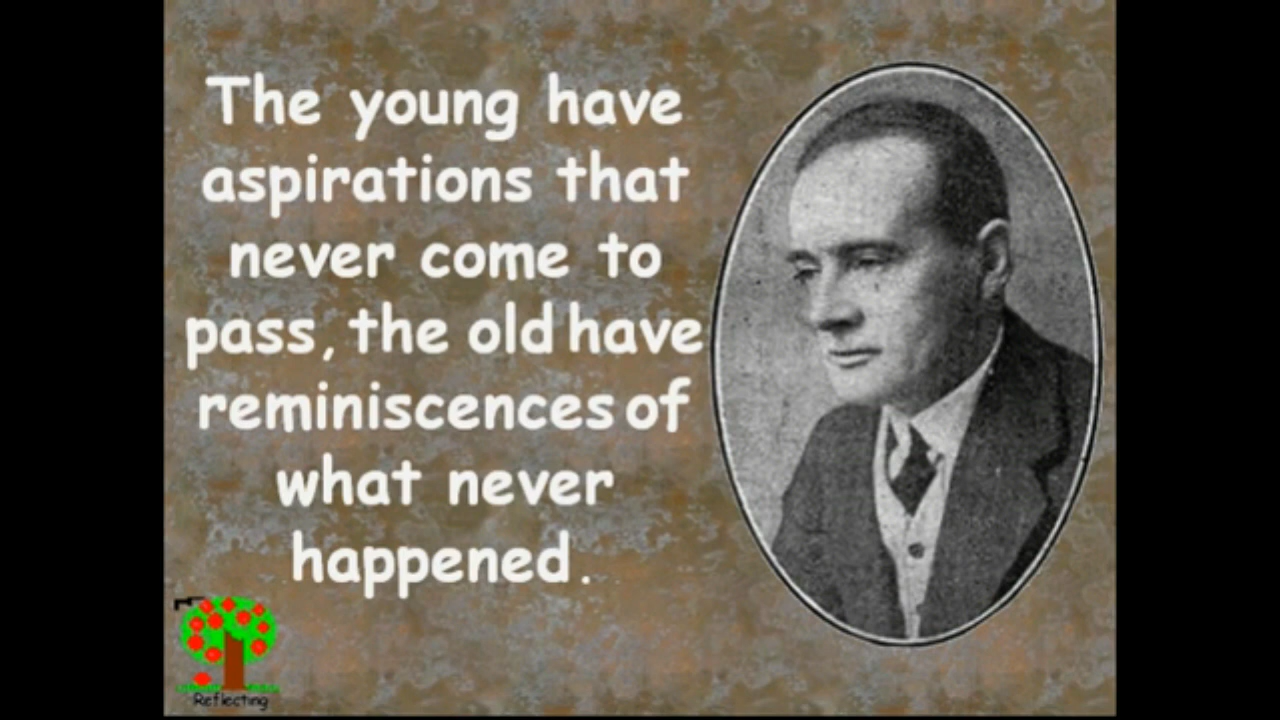 The young have
aspirations that
never come to
pass, the old have
reminiscences of
what never
happened.
Reflecting